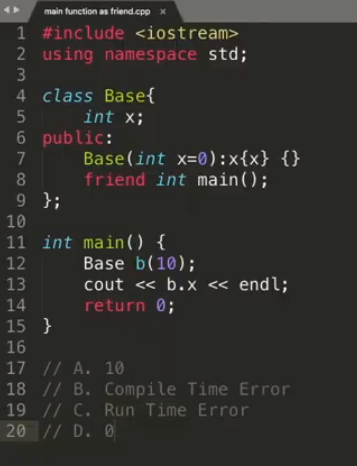 main function as friend.cpp ×
1 #include <iostream>
2 using namespace std;
3
4 class Base{
5     int x;
6 public:
7     Base(int x=0):x{x} {}
8     friend int main();
9 };
10
11 int main() {
12     Base b(10);
13     cout << b.x << endl;
14     return 0;
15 }
16
17 // A. 10
18 // B. Compile Time Error
19 // C. Run Time Error
20 // D. 0